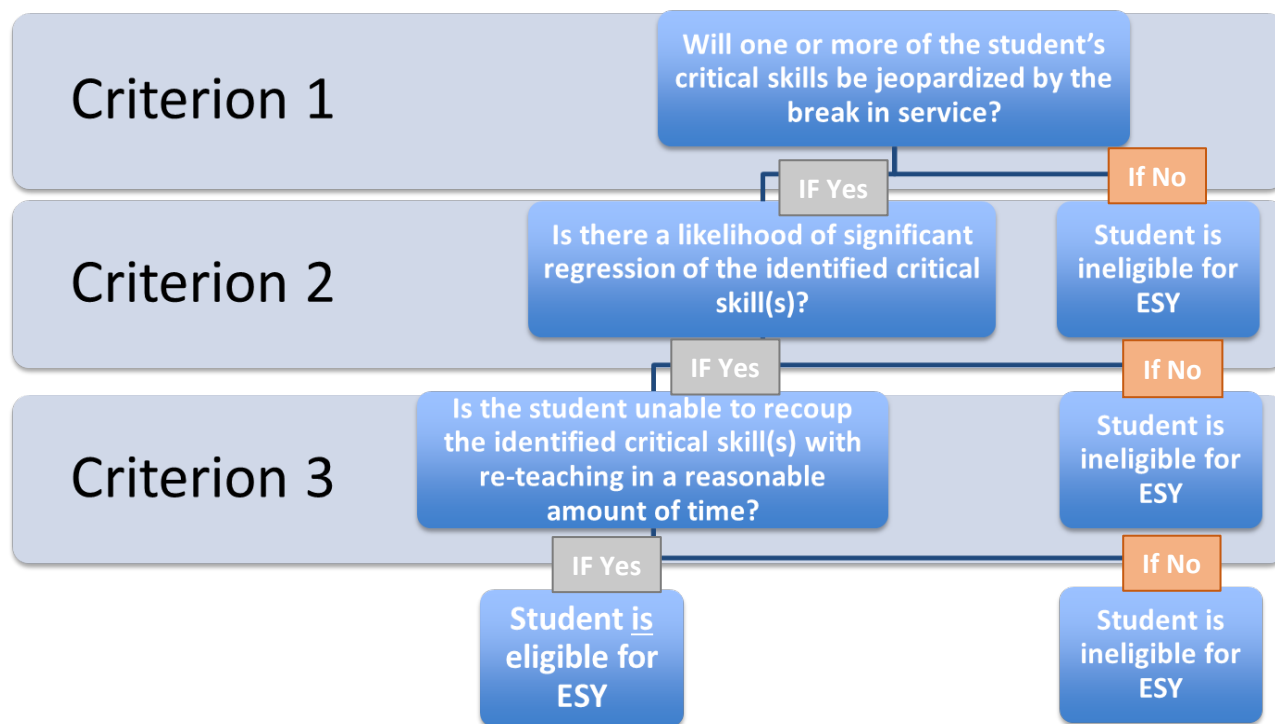 Criterion 1
Will one or more of the student's
critical skills be jeopardized by the
break in service?
IF Yes
If No
Criterion 2
Is there a likelihood of significant
regression of the identified critical
skill(s)?
Student is
ineligible for
ESY
IF Yes
If No
Criterion 3
Is the student unable to recoup
the identified critical skill(s) with
re-teaching in a reasonable
amount of time?
Student is
ineligible for
ESY
IF Yes
If No
Student is
eligible for
ESY
Student is
ineligible for
ESY